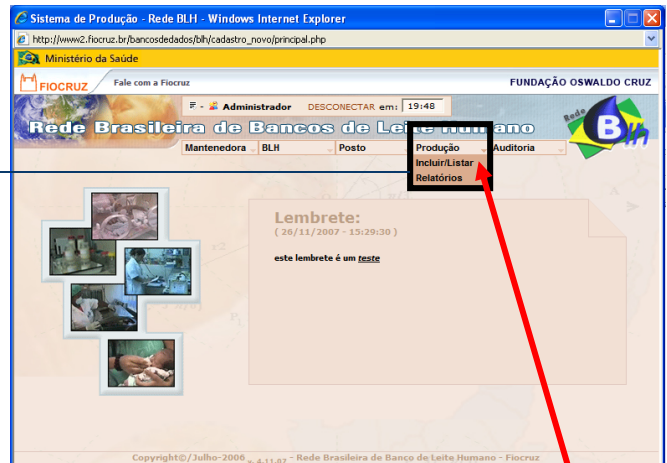 Sistema de Produção - Rede BLH - Windows Internet Explorer
http://www2.fiocruz.br/bancosdedados/blh/cadastro_novo/principal.php
Ministério da Saúde
FIOCRUZ Fale com a Fiocruz FUNDAÇÃO OSWALDO CRUZ
F - Administrador DESCONECTAR em: 19:48
Rede Brasileira de Bancos de Leite Humano
Rede Blh
Mantenedora BLH Posto Produção Auditoria
Incluir/Listar
Relatórios
Lembrete:
( 26/11/2007 - 15:29:30 )
este lembrete é um teste
Copyright©/Julho-2006 v. 4-11-07 - Rede Brasileira de Banco de Leite Humano - Fiocruz